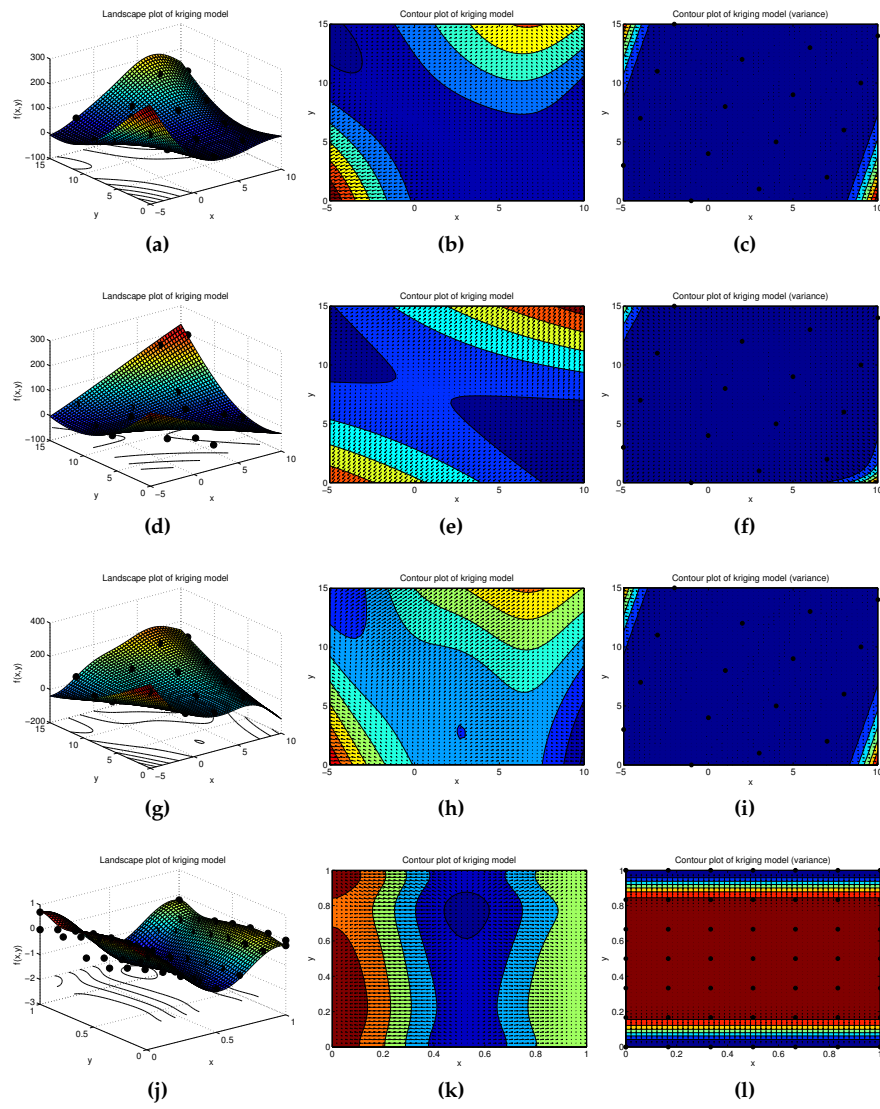 Landscape plot of kriging model
Contour plot of kriging model
Contour plot of kriging model (variance)
300
200
100
0
−100
f(x,y)
15
10
5
0
y
−5
0
5
10
x
15
10
5
0
y
−5
0
5
10
x
15
10
5
0
y
−5
0
5
10
x
(a)
(b)
(c)
Landscape plot of kriging model
Contour plot of kriging model
Contour plot of kriging model (variance)
300
200
100
0
−100
f(x,y)
15
10
5
0
y
−5
0
5
10
x
15
10
5
0
y
−5
0
5
10
x
15
10
5
0
y
−5
0
5
10
x
(d)
(e)
(f)
Landscape plot of kriging model
Contour plot of kriging model
Contour plot of kriging model (variance)
400
200
0
−200
f(x,y)
15
10
5
0
y
−5
0
5
10
x
15
10
5
0
y
−5
0
5
10
x
15
10
5
0
y
−5
0
5
10
x
(g)
(h)
(i)
Landscape plot of kriging model
Contour plot of kriging model
Contour plot of kriging model (variance)
1
0
−1
−2
−3
f(x,y)
1
0.5
0
y
0.5
1
x
1
0.8
0.6
0.4
0.2
0
y
0
0.2
0.4
0.6
0.8
1
x
1
0.8
0.6
0.4
0.2
0
y
0
0.2
0.4
0.6
0.8
1
x
(j)
(k)
(l)